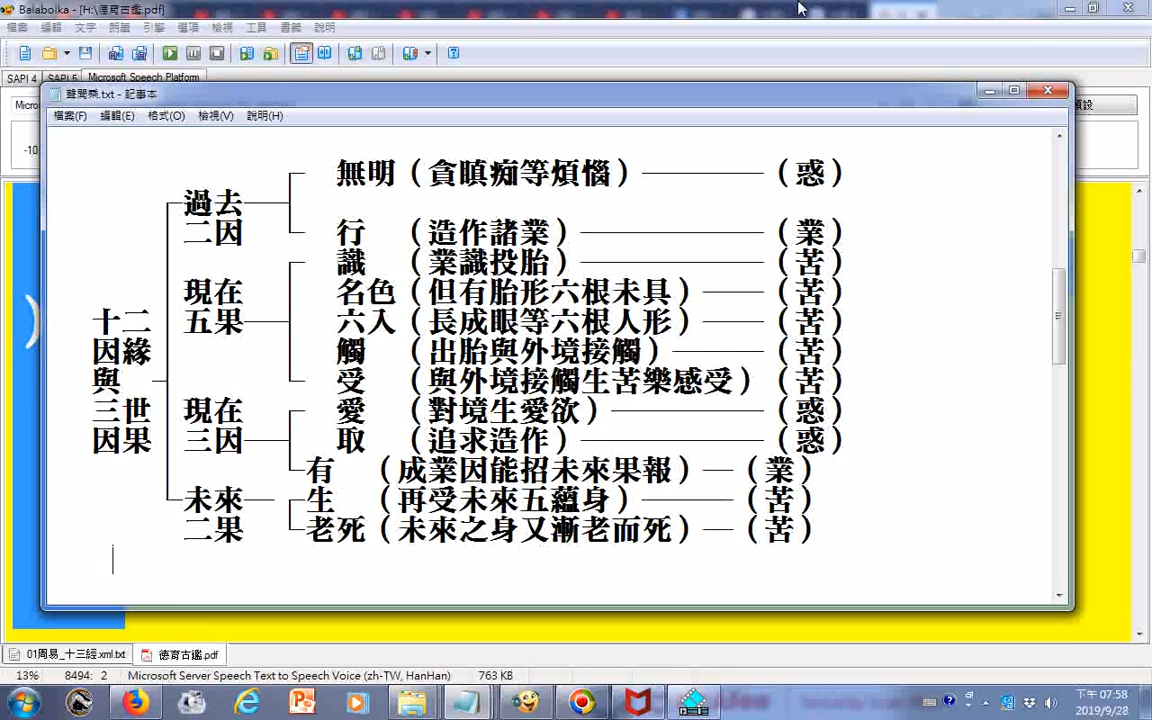 Balabolka - [H:\德育古鑑.pdf]
檔案 編輯 文字 朗讀 引擎 選項 檢視 工具 書籤 說明
SAPI 4 SAPI 5 Microsoft Speech Platform
聲聞乘.txt - 記事本
檔案(F) 編輯(E) 格式(O) 檢視(V) 說明(H)
無明（貪瞋痴等煩惱）（惑）
過去
二因 行（造作諸業）（業）
識（業識投胎）（苦）
現在 名色（但有胎形六根未具）（苦）
十二 五果 六入（長成眼等六根人形）（苦）
因緣 觸（出胎與外境接觸）（苦）
與 受（與外境接觸生苦樂感受）（苦）
三世 現在 愛（對境生愛欲）（惑）
因果 三因 取（追求造作）（惑）
有（成業因能招未來果報）（業）
未來 生（再受未來五蘊身）（苦）
二果 老死（未來之身又漸老而死）（苦）
01周易_十三經.xml.txt 德育古鑑.pdf
13% 8494: 2 Microsoft Server Speech Text to Speech Voice (zh-TW, HanHan) 763 KB
下午 07:58
2019/9/28